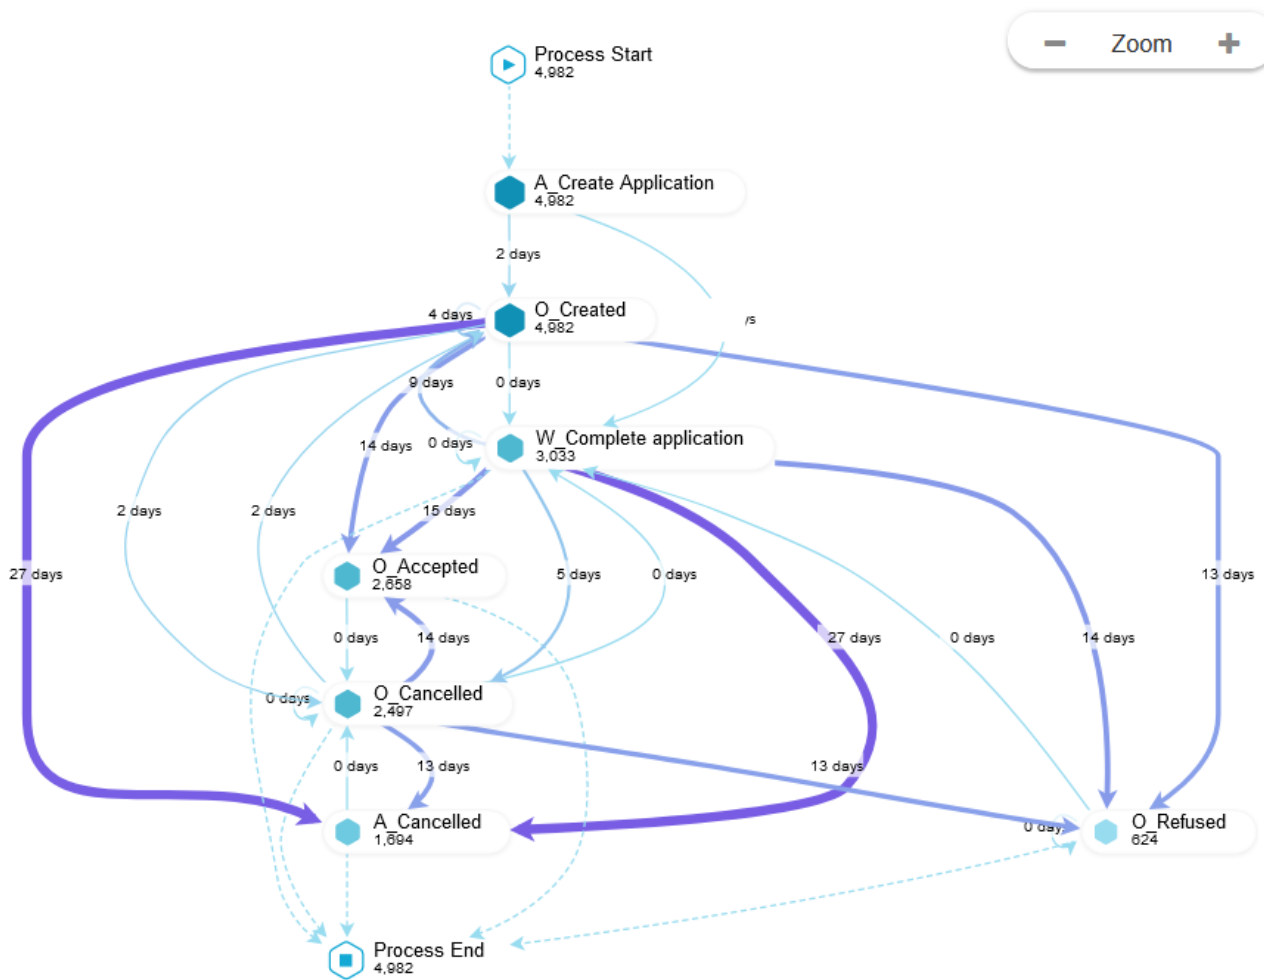 Zoom
Process Start
4,982
A_Create Application
4,982
2 days
4 days
O_Created
4,982
9 days
0 days
14 days
0 days
W_Complete application
3,033
2 days
2 days
15 days
27 days
O_Accepted
2,658
5 days
0 days
13 days
0 days
14 days
27 days
0 days
14 days
0 days
O_Cancelled
2,497
0 days
13 days
13 days
A_Cancelled
1,694
0 days
O_Refused
624
Process End
4,982